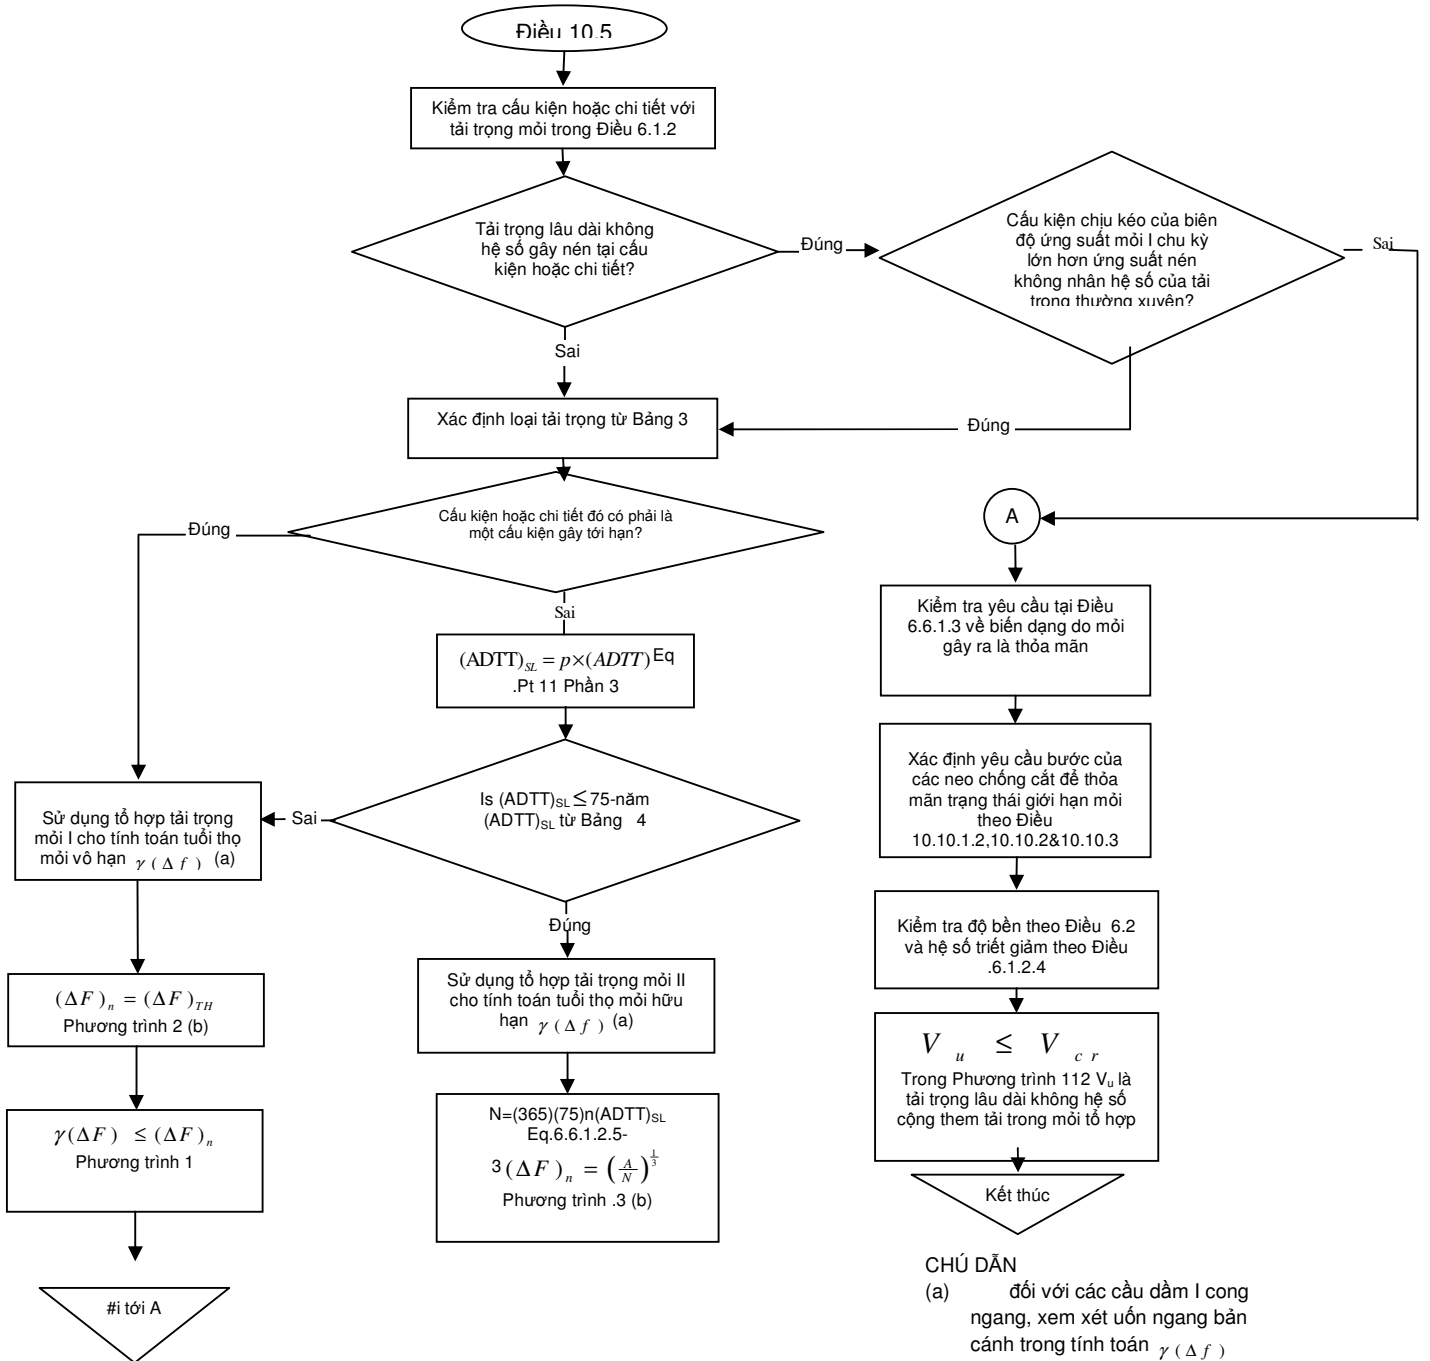 Điều 10.5
Kiểm tra cấu kiện hoặc chi tiết với
tải trọng mỏi trong Điều 6.1.2
Tải trọng lâu dài không
hệ số gây nén tại cấu
kiện hoặc chi tiết?
Đúng
Cấu kiện chịu kéo của biên
độ ứng suất mỏi I chu kỳ
lớn hơn ứng suất nén
không nhân hệ số của tải
trọng thường xuyên?
Sai
Sai
Xác định loại tải trọng từ Bảng 3
Đúng
Cấu kiện hoặc chi tiết đó có phải là
một cấu kiện gây tới hạn?
Đúng
A
Sai
Kiểm tra yêu cầu tại Điều
6.6.1.3 về biến dạng do mỏi
gây ra là thỏa mãn
(ADTT)SL = p×(ADTT) Eq
.Pt 11 Phần 3
Xác định yêu cầu bước của
các neo chống cắt để thỏa
mãn trạng thái giới hạn mỏi
theo Điều
10.10.1.2,10.10.2&10.10.3
Is (ADTT)SL ≤ 75-năm
(ADTT)SL từ Bảng 4
Sai
Sử dụng tổ hợp tải trọng
mỏi I cho tính toán tuổi thọ
mỏi vô hạn γ(Δf) (a)
Đúng
Kiểm tra độ bền theo Điều 6.2
và hệ số triết giảm theo Điều
.6.1.2.4
Sử dụng tổ hợp tải trọng mỏi II
cho tính toán tuổi thọ mỏi hữu
hạn γ(Δf) (a)
(ΔF)n = (ΔF)TH
Phương trình 2 (b)
Vu ≤ Vcr
Trong Phương trình 112 Vu là
tải trọng lâu dài không hệ số
cộng them tải trong mỏi tổ hợp
N=(365)(75)n(ADTT)SL
Eq.6.6.1.2.5-
3 (ΔF)n = (A/N)^1/3
Phương trình .3 (b)
γ(ΔF) ≤ (ΔF)n
Phương trình 1
Kết thúc
#i tới A
CHÚ DẪN
(a) đối với các cầu dầm I cong
ngang, xem xét uốn ngang bản
cánh trong tính toán γ(Δf)